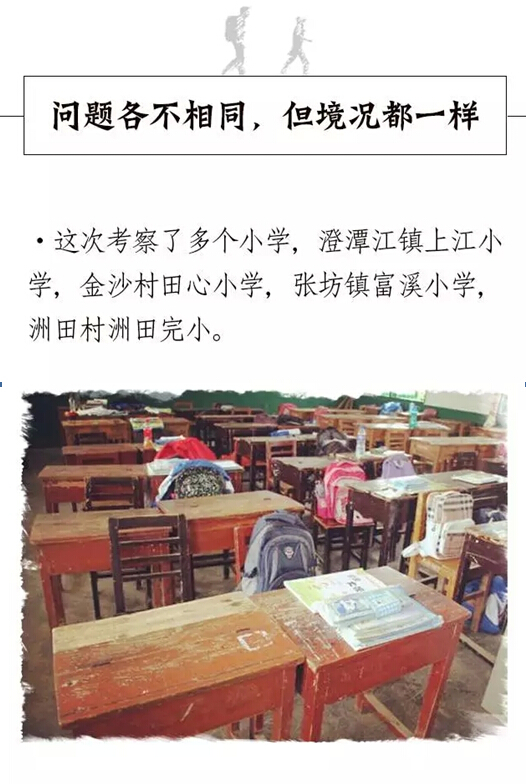 问题各不相同，但境况都一样
·这次考察了多个小学，澄潭江镇上江小
学，金沙村田心小学，张坊镇富溪小学，
洲田村洲田完小。